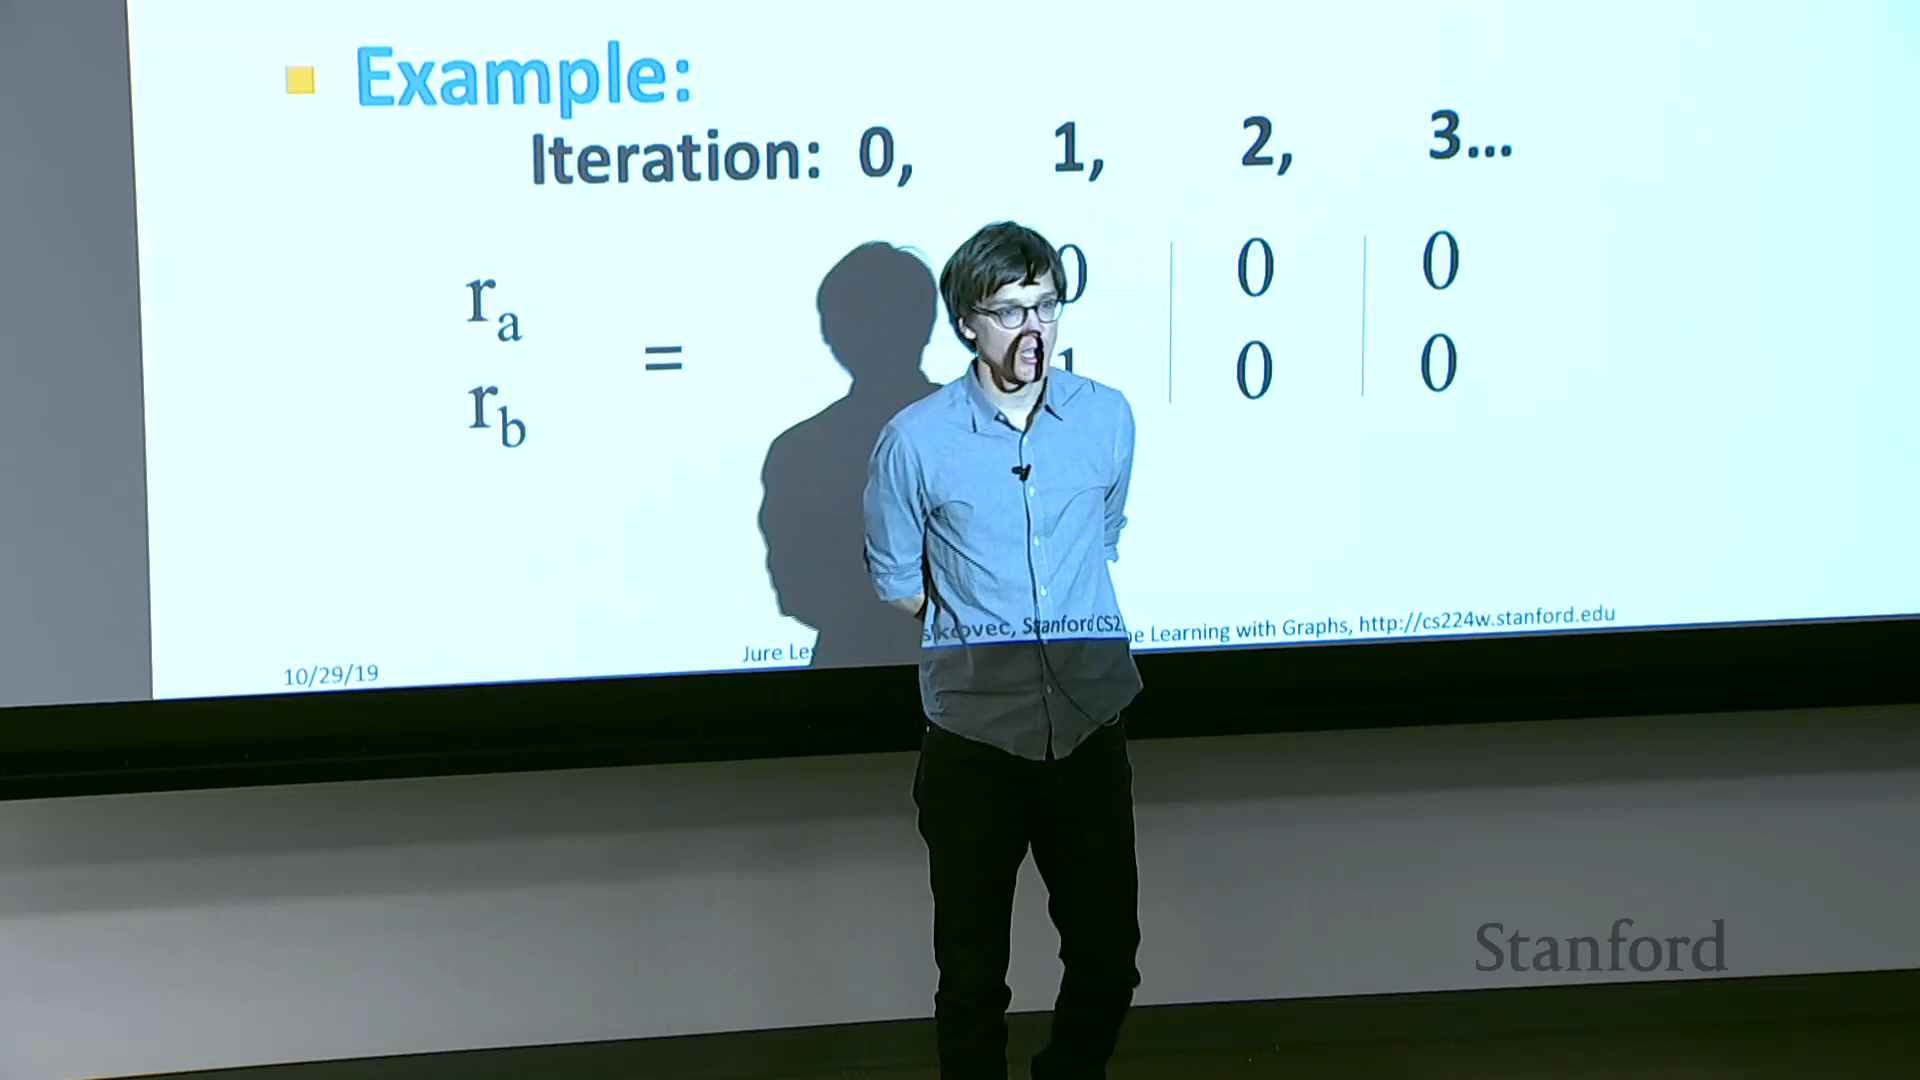 Example:
Iteration: 0, 1, 2, 3...
r_a 0 0 0
=
r_b 1 0 0
10/29/19 Jure Leskovec, Stanford CS2 e Learning with Graphs, http://cs224w.stanford.edu
Stanford